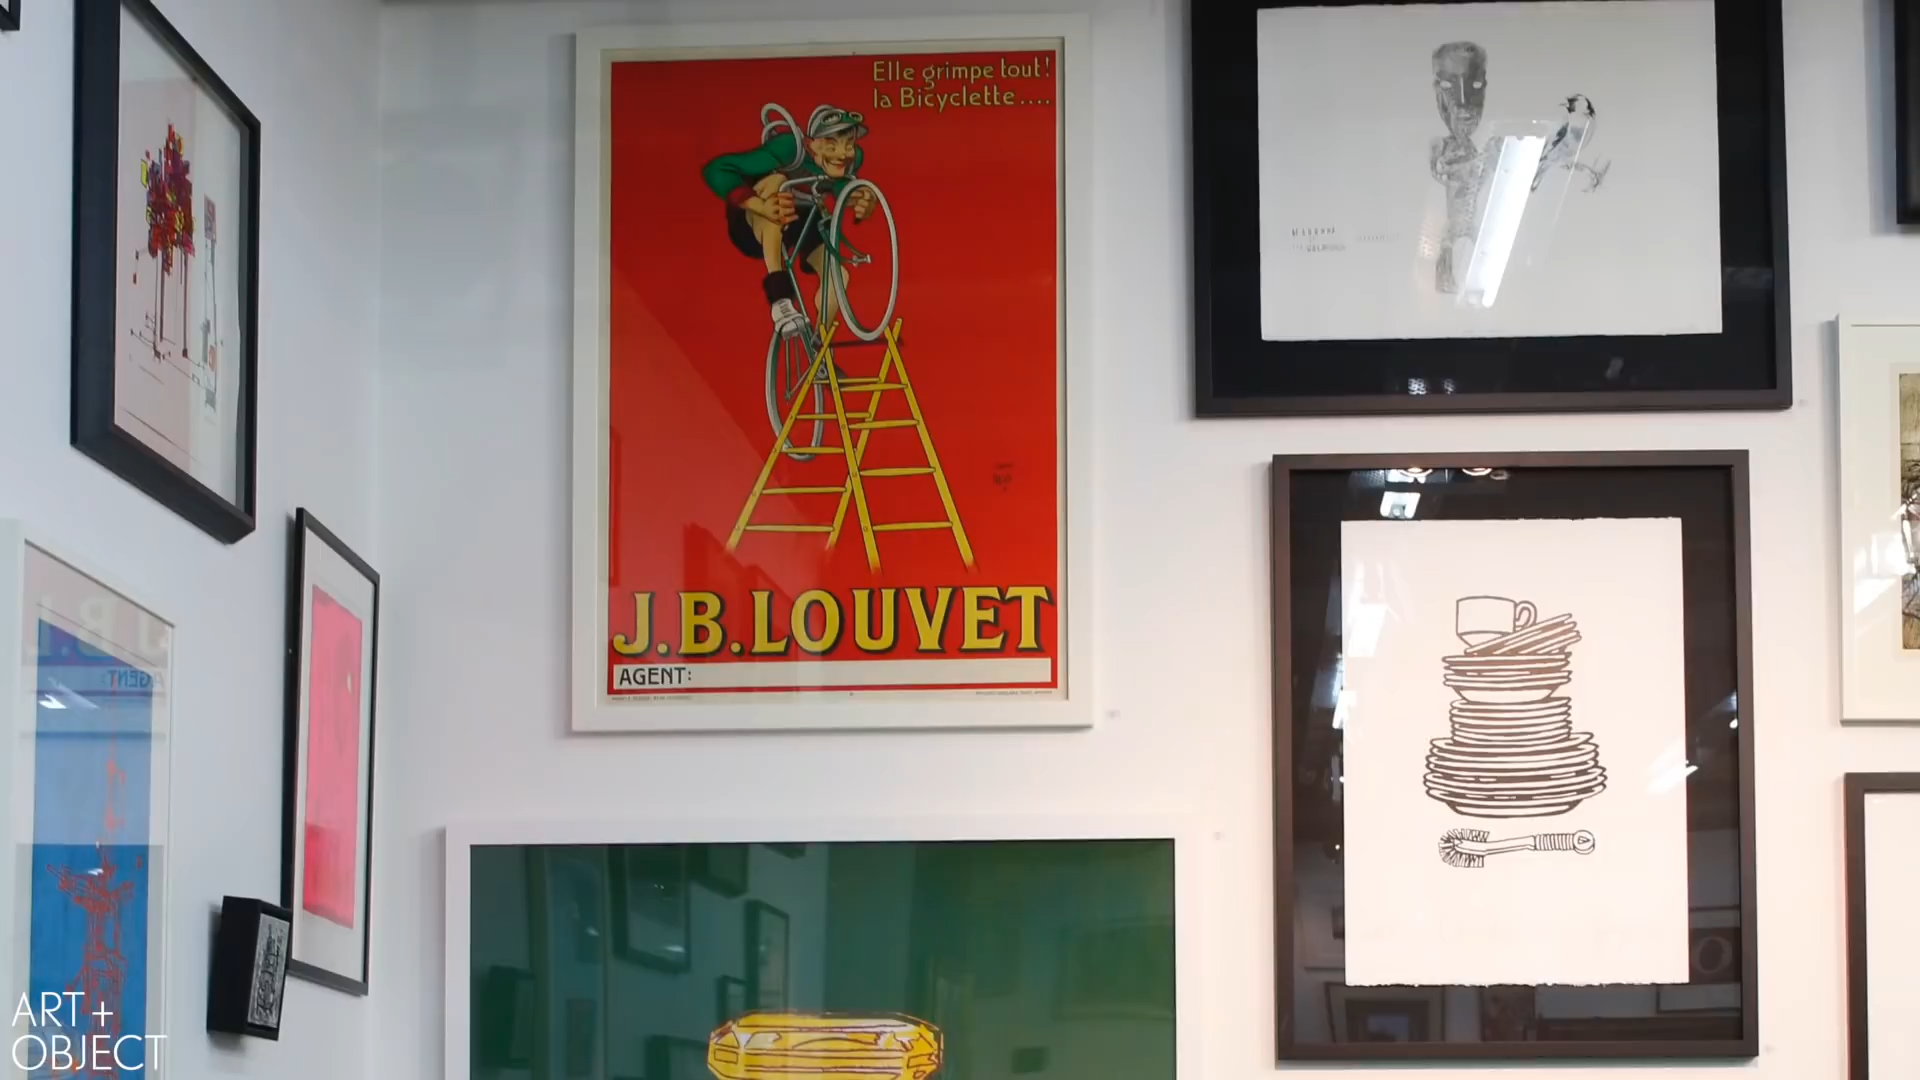 Elle grimpe tout!
la Bicyclette....
J.B.LOUVET
AGENT:
ART+
OBJECT